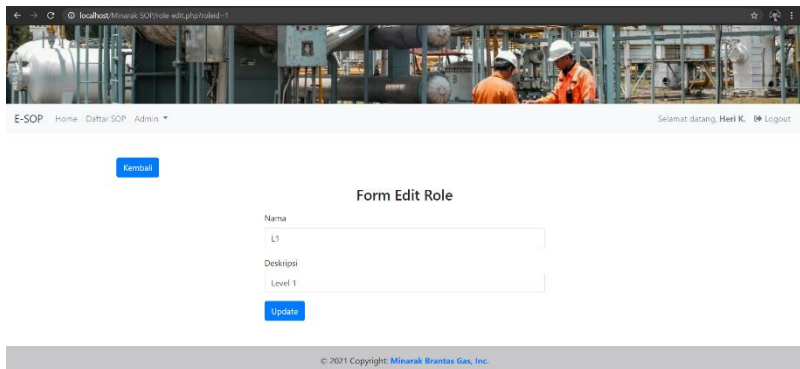 localhost/Minarak-SOP/role-edit.php?roleid=1
E-SOP Home Daftar SOP Admin Selamat datang, Heri K. Logout
Kembali
Form Edit Role
Nama
L1
Deskripsi
Level 1
Update
© 2021 Copyright: Minarak Brantas Gas, Inc.